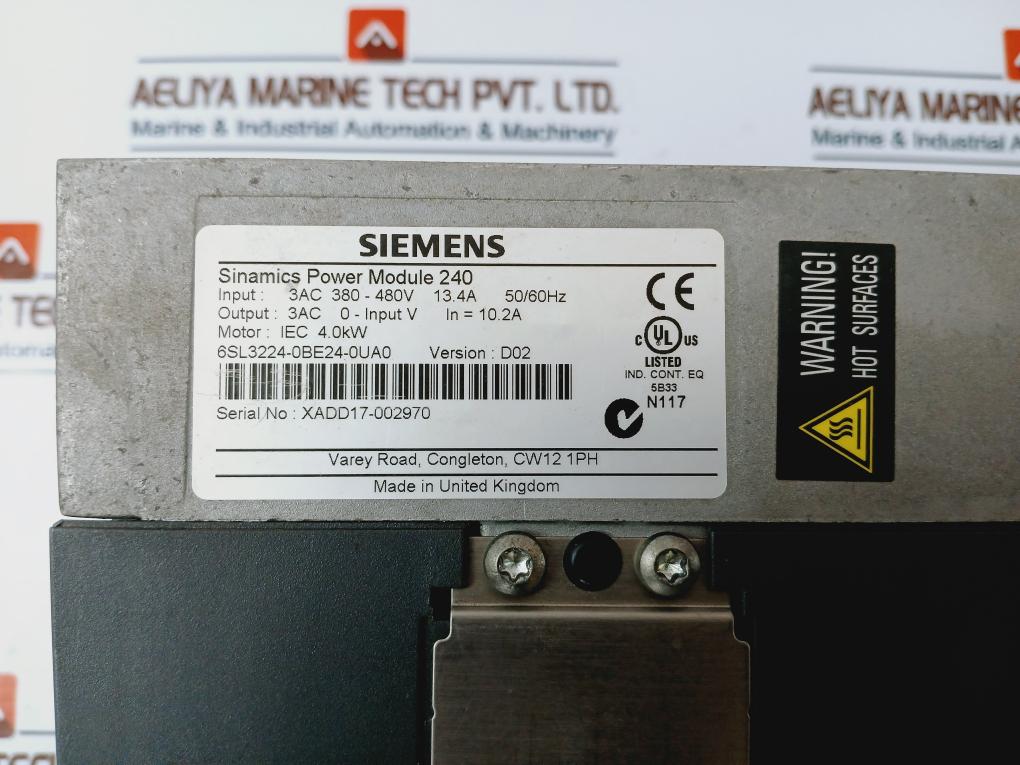 AELIYA MARINE TECH PVT. LTD.
Marine & Industrial Automation & Machinery
AELIYA MARINE
Marine & Industrial A
TE
SIEMENS
Sinamics Power Module 240
Input : 3AC 380 - 480V 13.4A 50/60Hz
Output : 3AC 0 - Input V In = 10.2A
Motor : IEC 4.0kW
6SL3224-0BE24-0UA0 Version : D02
Serial No : XADD17-002970
CE
C UL US
LISTED
IND. CONT. EQ
5B33
N117
Varey Road, Congleton, CW12 1PH
Made in United Kingdom
WARNING!
HOT SURFACES
TECH